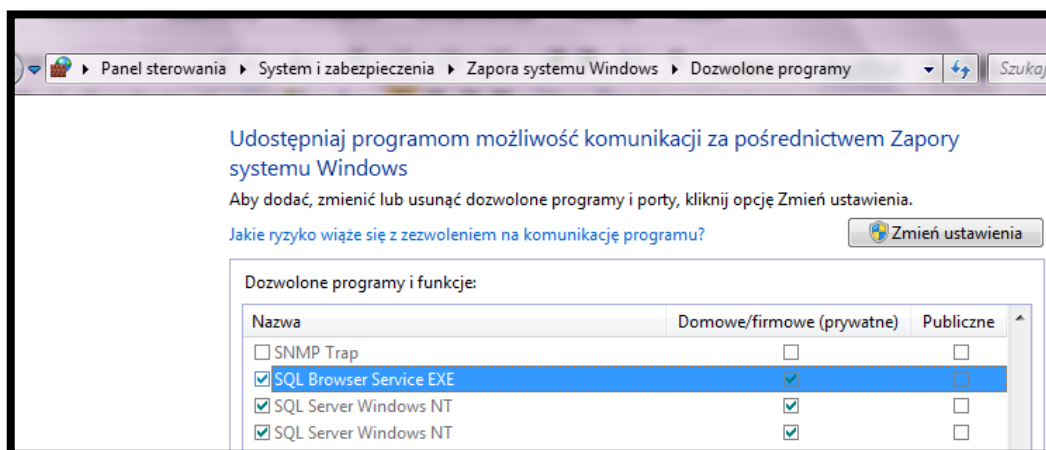 Panel sterowania ▸ System i zabezpieczenia ▸ Zapora systemu Windows ▸ Dozwolone programy
Szukaj
Udostępniaj programom możliwość komunikacji za pośrednictwem Zapory
systemu Windows
Aby dodać, zmienić lub usunąć dozwolone programy i porty, kliknij opcję Zmień ustawienia.
Jakie ryzyko wiąże się z zezwoleniem na komunikację programu?
Zmień ustawienia
Dozwolone programy i funkcje:
Nazwa Domowe/firmowe (prywatne) Publiczne
SNMP Trap
SQL Browser Service EXE
SQL Server Windows NT
SQL Server Windows NT